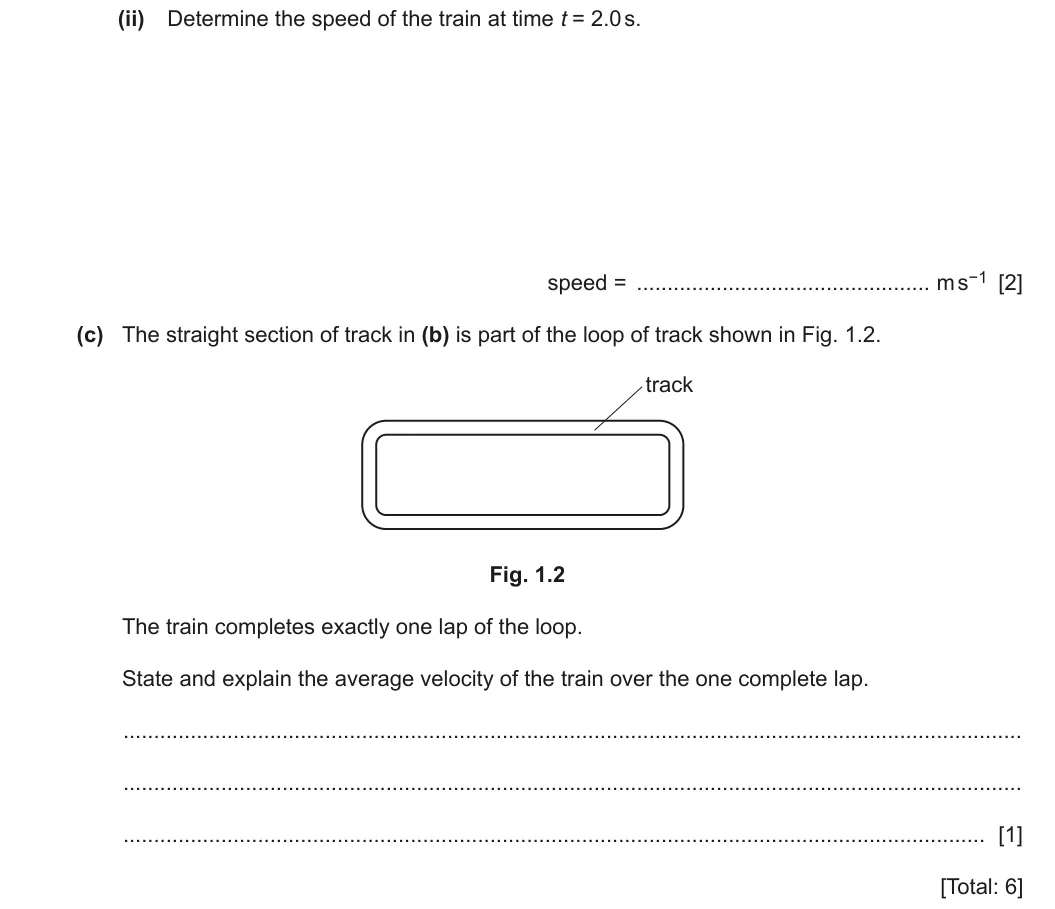 (ii) Determine the speed of the train at time t = 2.0 s.
speed = ................................................ m s⁻¹ [2]
(c) The straight section of track in (b) is part of the loop of track shown in Fig. 1.2.
track
Fig. 1.2
The train completes exactly one lap of the loop.
State and explain the average velocity of the train over the one complete lap.
....................................................................................................................................................
....................................................................................................................................................
.............................................................................................................................................. [1]
[Total: 6]